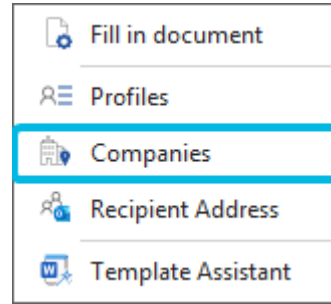 Fill in document
Profiles
Companies
Recipient Address
Template Assistant